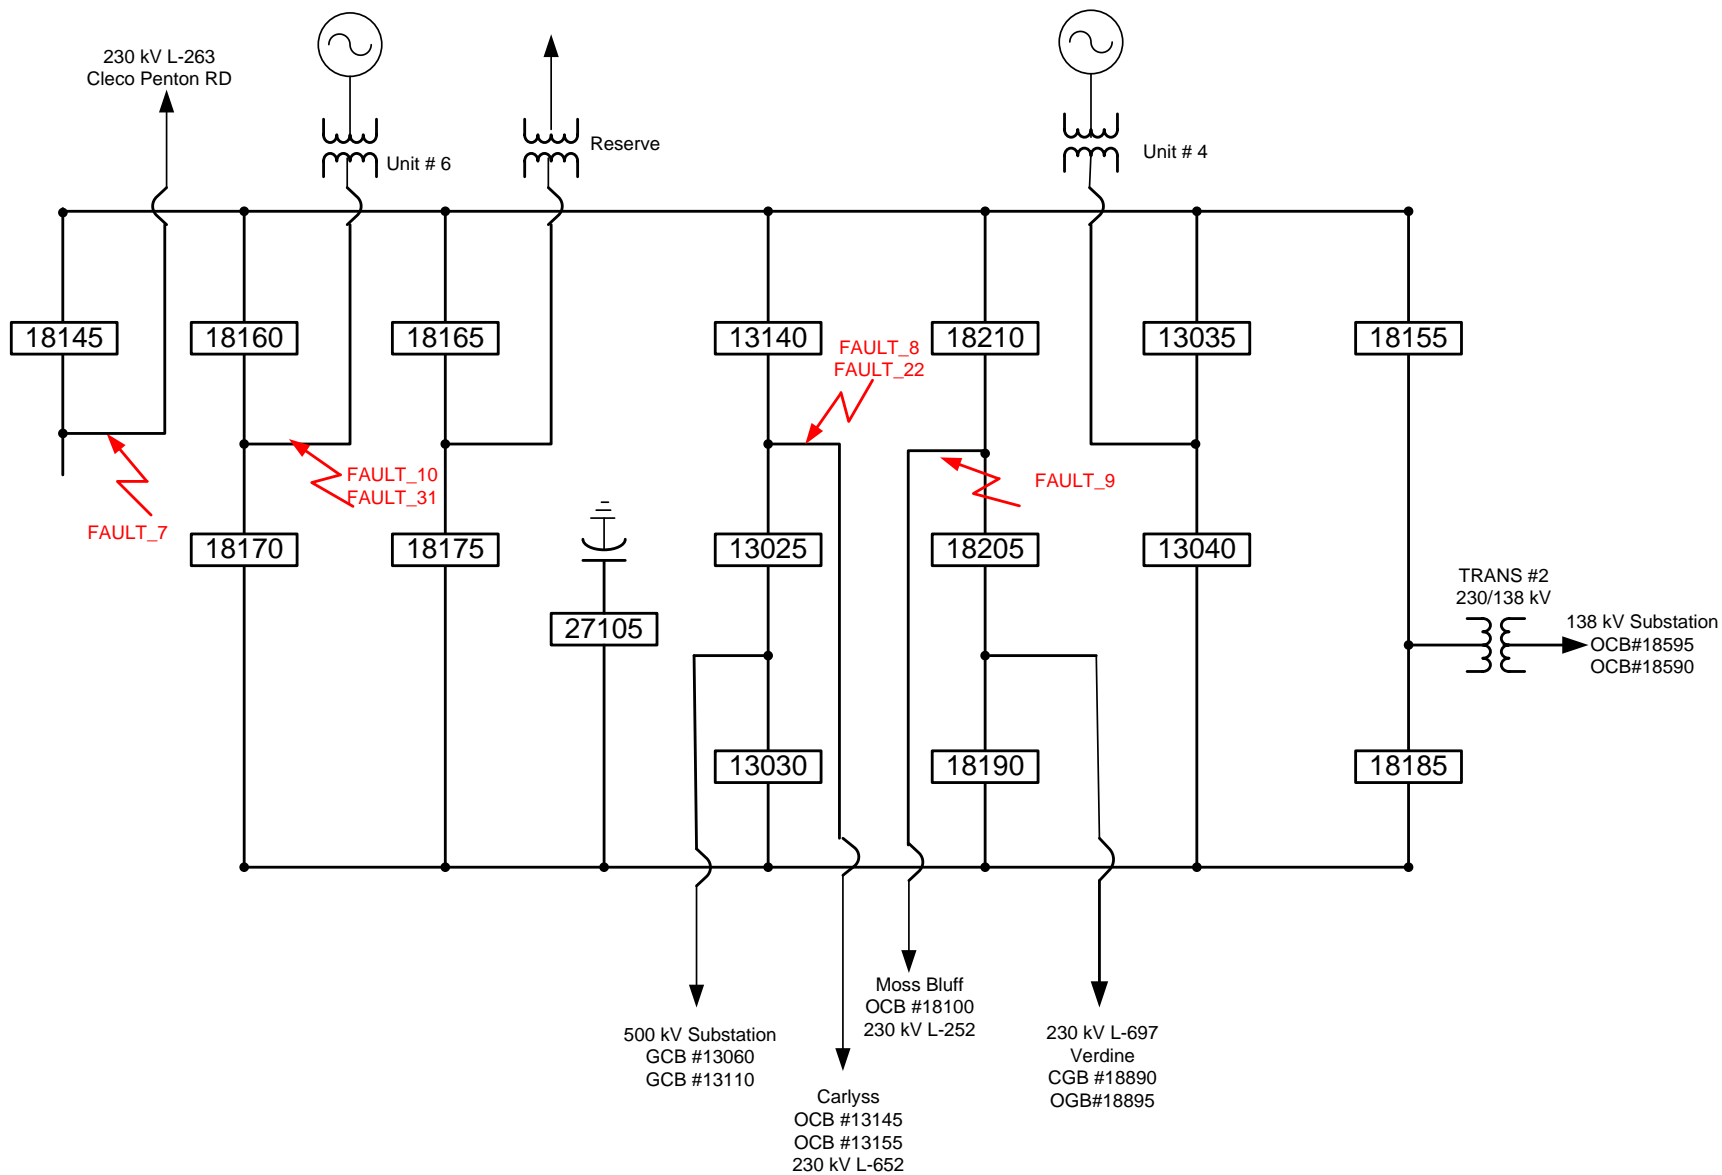 230 kV L-263
Cleco Penton RD
Unit # 6
Reserve
Unit # 4
18145
18160
18165
13140
FAULT_8
FAULT_22
18210
13035
18155
FAULT_10
FAULT_31
FAULT_9
FAULT_7
18170
18175
27105
13025
18205
13040
TRANS #2
230/138 kV
138 kV Substation
OCB#18595
OCB#18590
13030
18190
18185
500 kV Substation
GCB #13060
GCB #13110
Carlyss
OCB #13145
OCB #13155
230 kV L-652
Moss Bluff
OCB #18100
230 kV L-252
230 kV L-697
Verdine
CGB #18890
OGB#18895